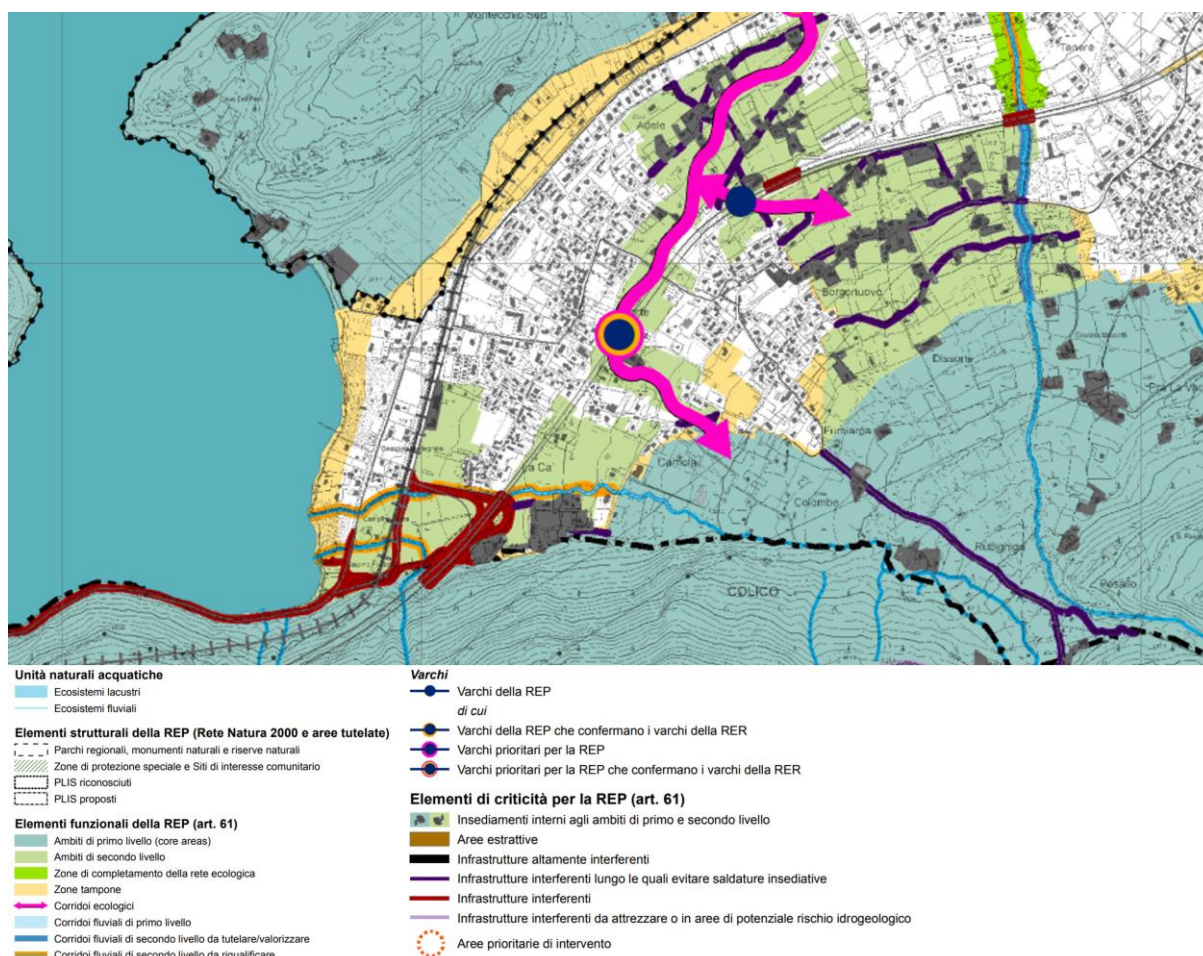 Montecchio Sud
Tanera
Adele
Borgonuovo
Dissoria
Fumiarga
La Ca
Camola
Colombe
Rubigniga
Posallo
COLICO
Unità naturali acquatiche
Ecosistemi lacustri
Ecosistemi fluviali
Elementi strutturali della REP (Rete Natura 2000 e aree tutelate)
Parchi regionali, monumenti naturali e riserve naturali
Zone di protezione speciale e Siti di interesse comunitario
PLIS riconosciuti
PLIS proposti
Elementi funzionali della REP (art. 61)
Ambiti di primo livello (core areas)
Ambiti di secondo livello
Zone di completamento della rete ecologica
Zone tampone
Corridoi ecologici
Corridoi fluviali di primo livello
Corridoi fluviali di secondo livello da tutelare/valorizzare
Corridoi fluviali di secondo livello da riqualificare
Varchi
Varchi della REP
di cui
Varchi della REP che confermano i varchi della RER
Varchi prioritari per la REP
Varchi prioritari per la REP che confermano i varchi della RER
Elementi di criticità per la REP (art. 61)
Insediamenti interni agli ambiti di primo e secondo livello
Aree estrattive
Infrastrutture altamente interferenti
Infrastrutture interferenti lungo le quali evitare saldature insediative
Infrastrutture interferenti
Infrastrutture interferenti da attrezzare o in aree di potenziale rischio idrogeologico
Aree prioritarie di intervento